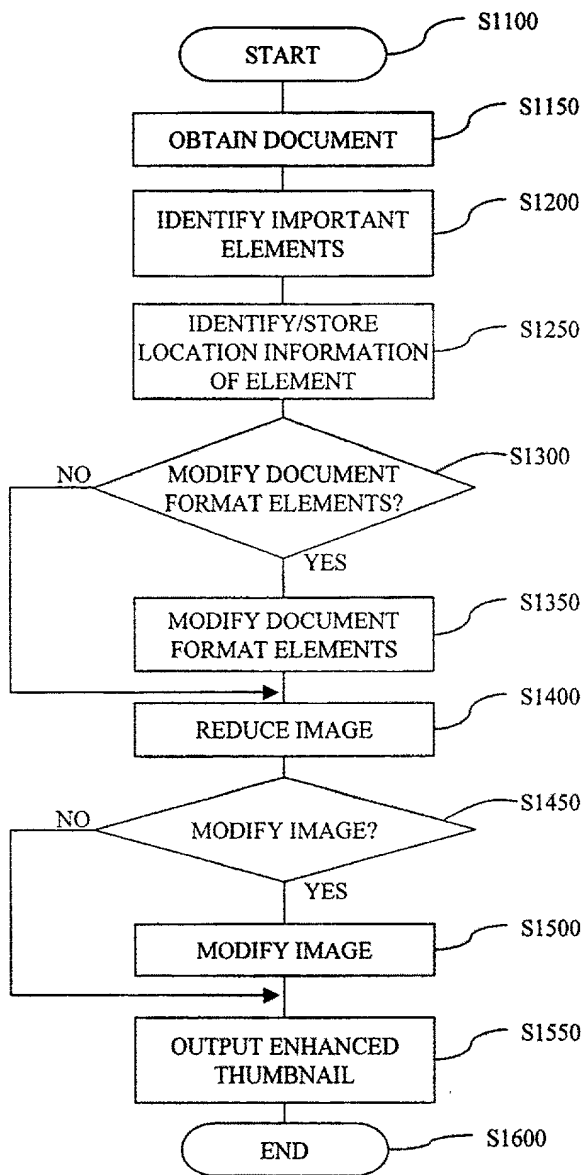 S1100
START
S1150
OBTAIN DOCUMENT
S1200
IDENTIFY IMPORTANT
ELEMENTS
S1250
IDENTIFY/STORE
LOCATION INFORMATION
OF ELEMENT
S1300
NO
MODIFY DOCUMENT
FORMAT ELEMENTS?
YES
S1350
MODIFY DOCUMENT
FORMAT ELEMENTS
S1400
REDUCE IMAGE
S1450
NO
MODIFY IMAGE?
YES
S1500
MODIFY IMAGE
S1550
OUTPUT ENHANCED
THUMBNAIL
S1600
END